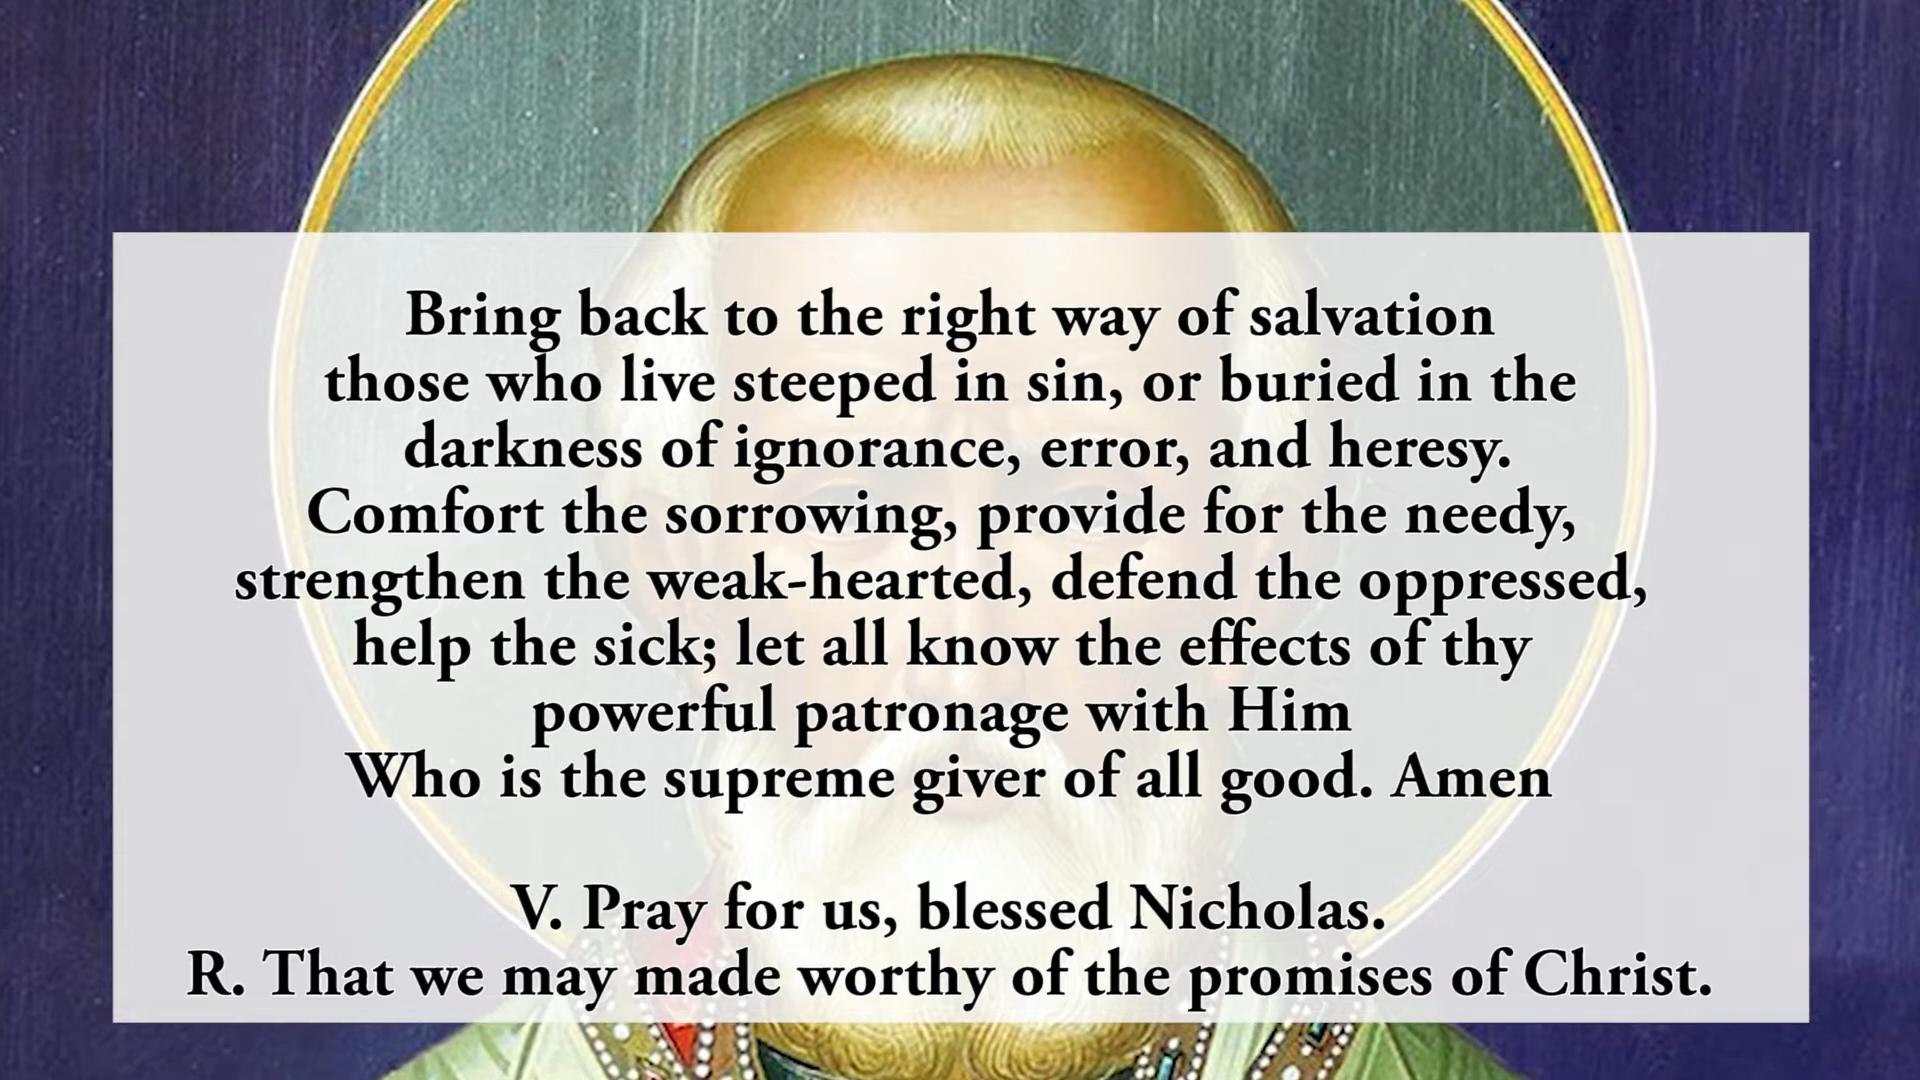 Bring back to the right way of salvation
those who live steeped in sin, or buried in the
darkness of ignorance, error, and heresy.
Comfort the sorrowing, provide for the needy,
strengthen the weak-hearted, defend the oppressed,
help the sick; let all know the effects of thy
powerful patronage with Him
Who is the supreme giver of all good. Amen
V. Pray for us, blessed Nicholas.
R. That we may made worthy of the promises of Christ.